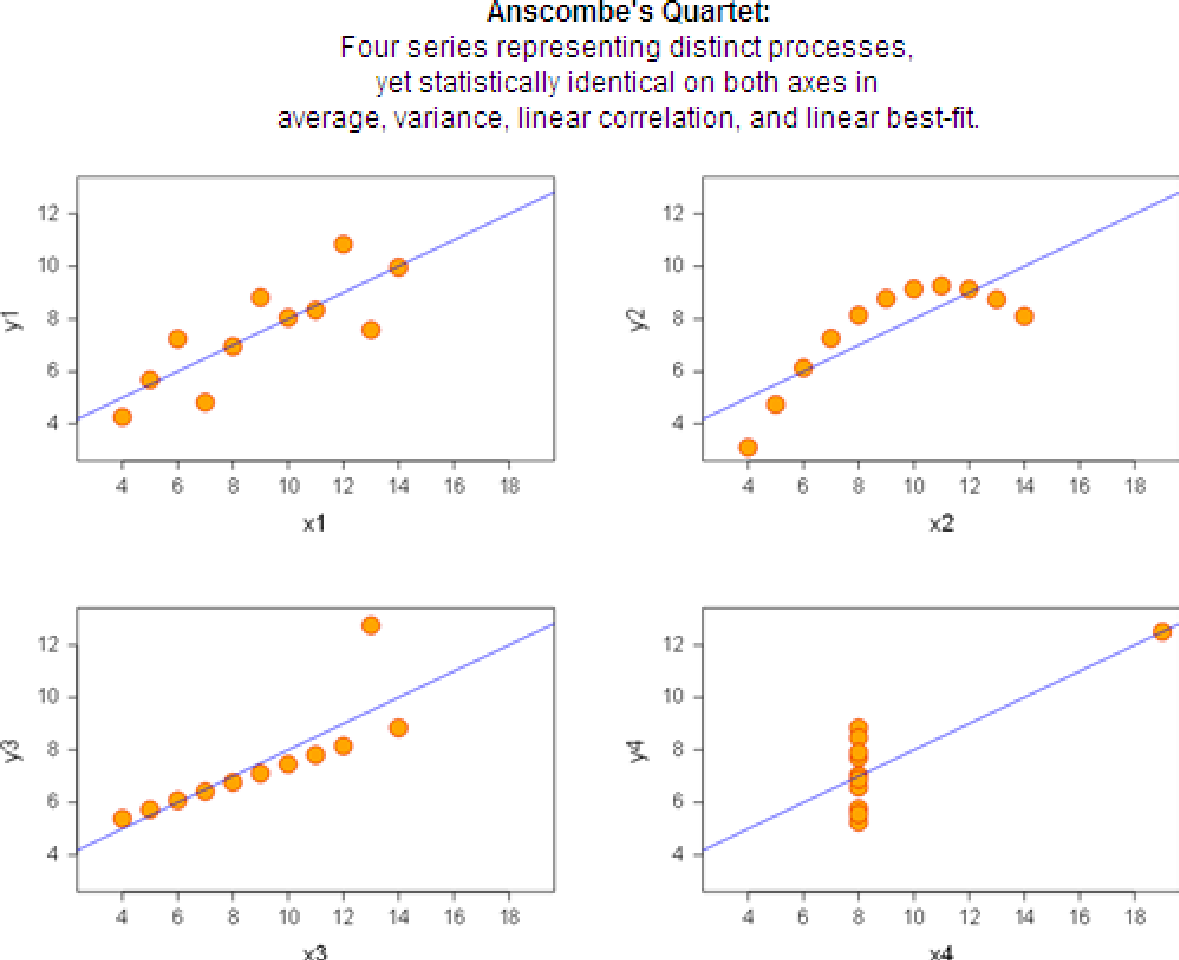 Anscombe's Quartet:
Four series representing distinct processes,
yet statistically identical on both axes in
average, variance, linear correlation, and linear best-fit.
12
10
8
6
4
y1
4 6 8 10 12 14 16 18
x1
12
10
8
6
4
y2
4 6 8 10 12 14 16 18
x2
12
10
8
6
4
y3
4 6 8 10 12 14 16 18
x3
12
10
8
6
4
y4
4 6 8 10 12 14 16 18
x4